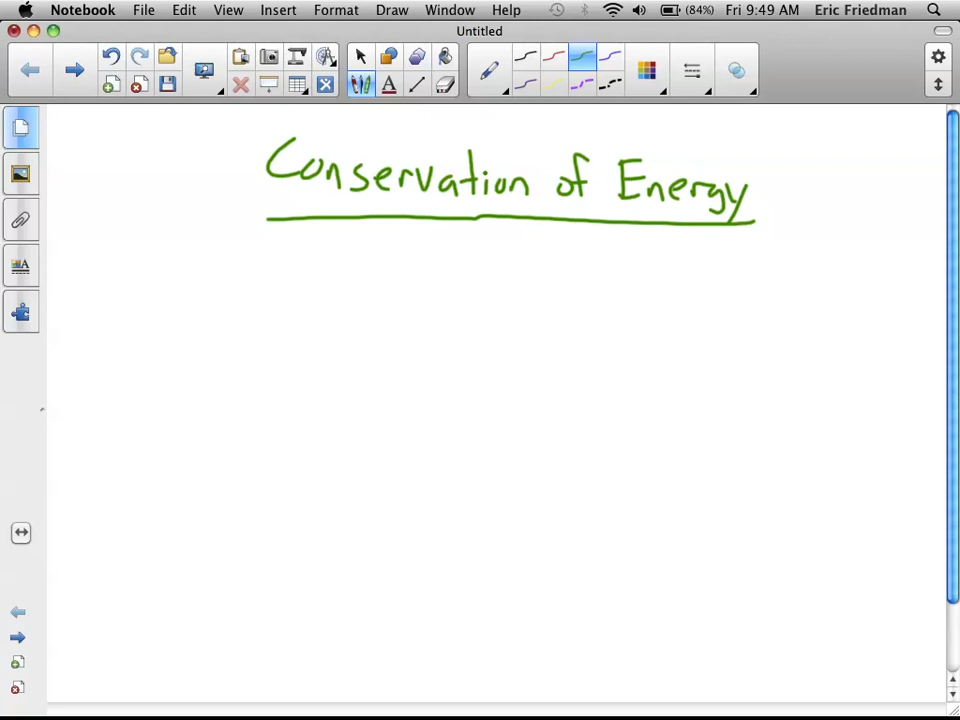 Notebook File Edit View Insert Format Draw Window Help (84%) Fri 9:49 AM Eric Friedman
Untitled
Conservation of Energy